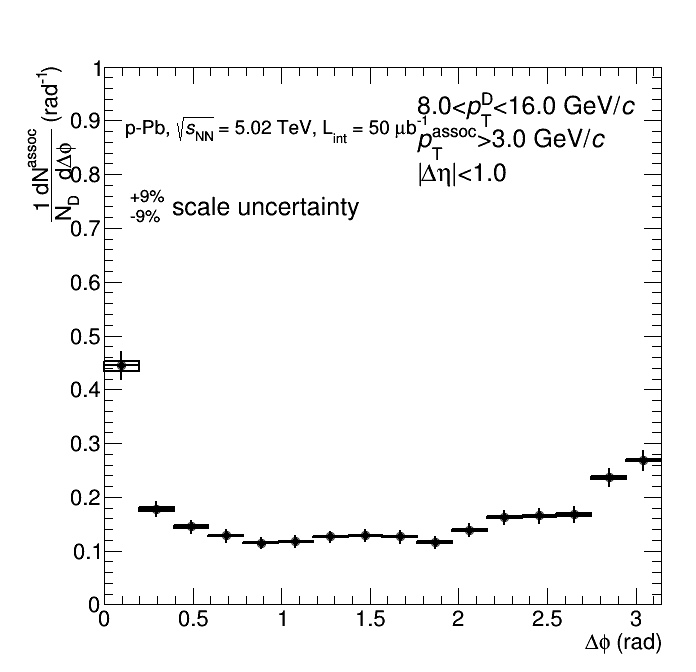 1 dN^assoc / N_D dΔφ (rad⁻¹)
p-Pb, √s_NN = 5.02 TeV, L_int = 50 μb⁻¹
8.0<p_T^D<16.0 GeV/c
p_T^assoc>3.0 GeV/c
|Δη|<1.0
+9%
-9% scale uncertainty
1
0.9
0.8
0.7
0.6
0.5
0.4
0.3
0.2
0.1
0
0 0.5 1 1.5 2 2.5 3
Δφ (rad)